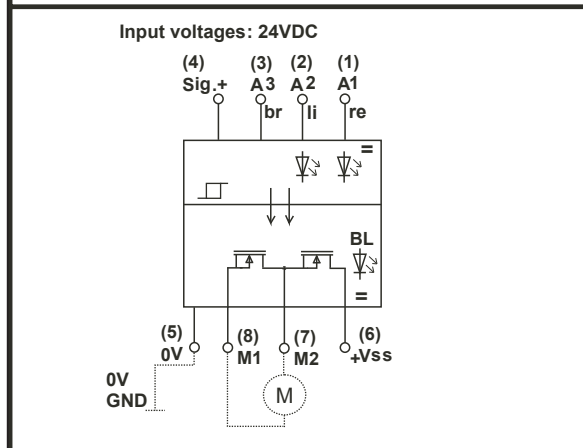 Input voltages: 24VDC
(4) (3) (2) (1)
Sig.+ A3 A2 A1
br li re
=
BL
=
(5) (8) (7) (6)
0V M1 M2 +Vss
0V
GND
M